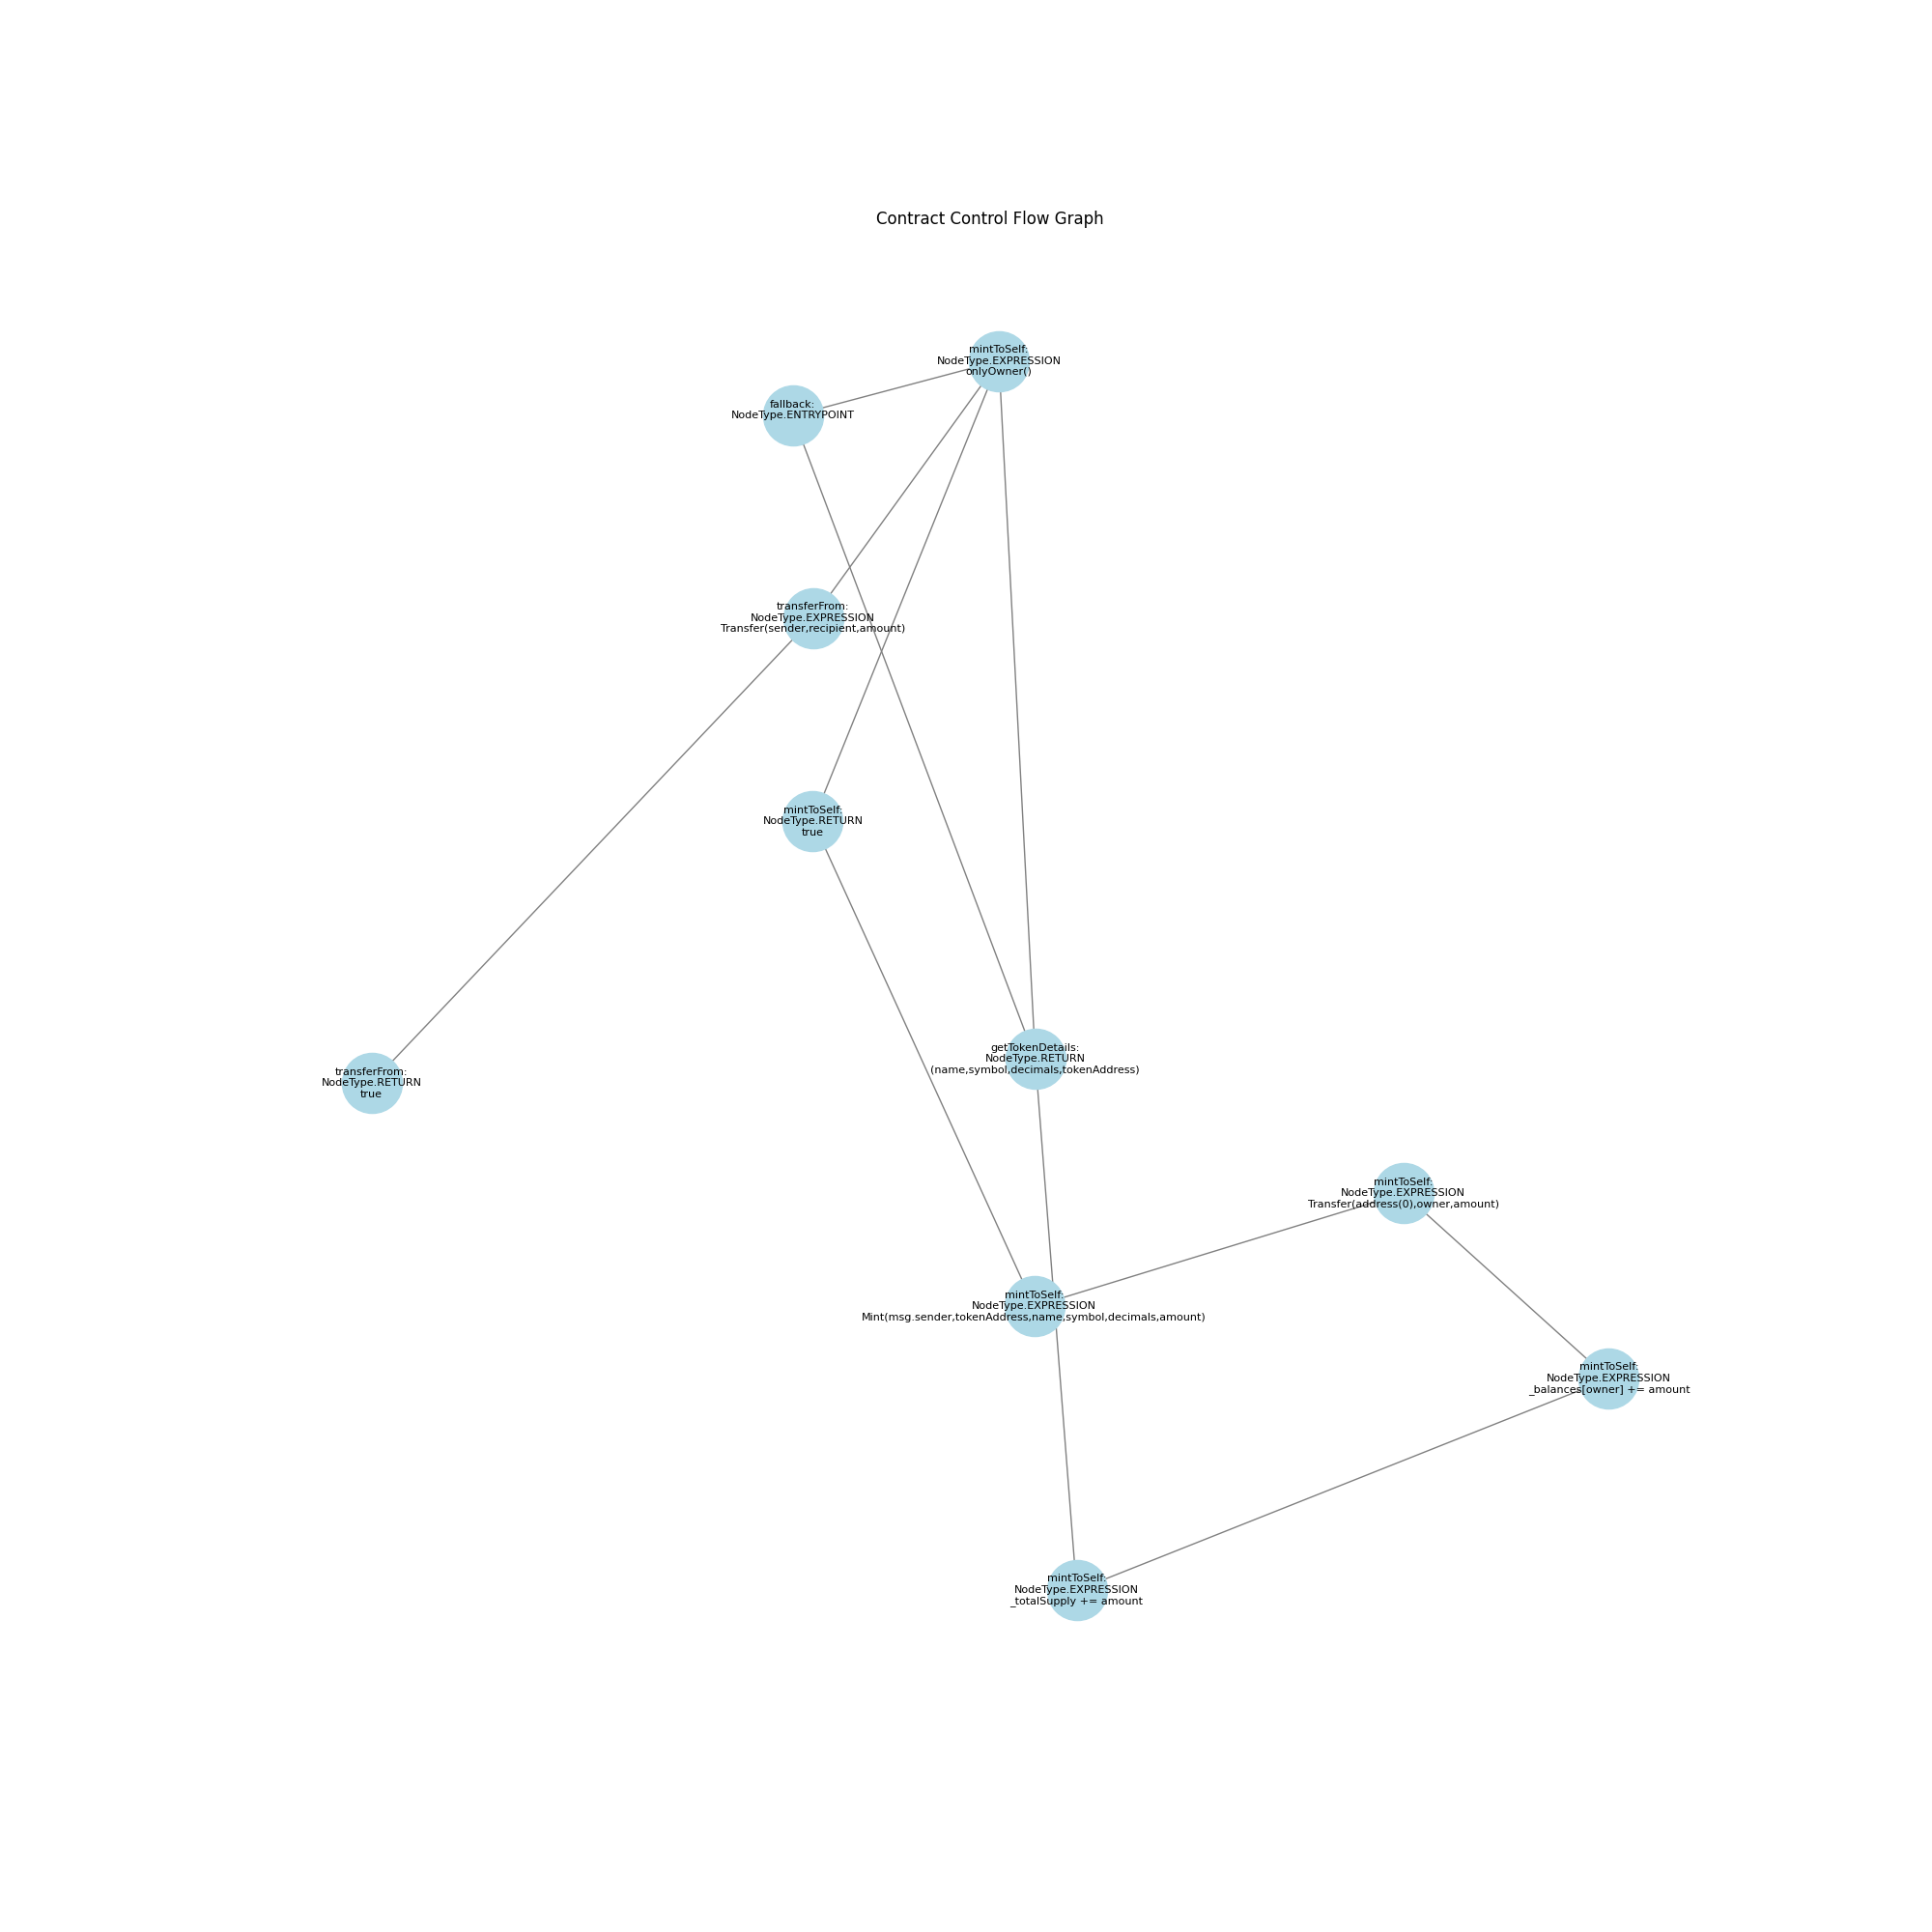 Contract Control Flow Graph
mintToSelf:
NodeType.EXPRESSION
onlyOwner()
fallback:
NodeType.ENTRYPOINT
transferFrom:
NodeType.EXPRESSION
Transfer(sender,recipient,amount)
mintToSelf:
NodeType.RETURN
true
getTokenDetails:
NodeType.RETURN
(name,symbol,decimals,tokenAddress)
transferFrom:
NodeType.RETURN
true
mintToSelf:
NodeType.EXPRESSION
Transfer(address(0),owner,amount)
mintToSelf:
NodeType.EXPRESSION
Mint(msg.sender,tokenAddress,name,symbol,decimals,amount)
mintToSelf:
NodeType.EXPRESSION
_balances[owner] += amount
mintToSelf:
NodeType.EXPRESSION
_totalSupply += amount